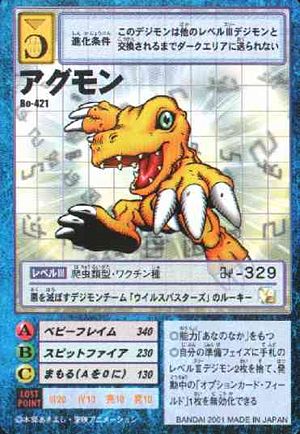 進化条件
このデジモンは他のレベルⅢデジモンと
交換されるまでダークエリアに送られない
アグモン
Bo-421
レベルⅢ 爬虫類型・ワクチン種
-329
悪を滅ぼすデジモンチーム「ウイルスバスターズ」のルーキー
A ベビーフレイム 340
B スピットファイア 230
C まもる(Aを0に) 130
○能力「あなのなか」をもつ
○自分の準備フェイズに手札の
レベルⅢデジモン2枚を捨て、発
動中の「オプションカード・フィー
ルド」1枚を無効化できる
LOST
POINT
Ⅲ20 Ⅳ10 完10 究10
©本郷あきよし・東映アニメーション
BANDAI 2001 MADE IN JAPAN